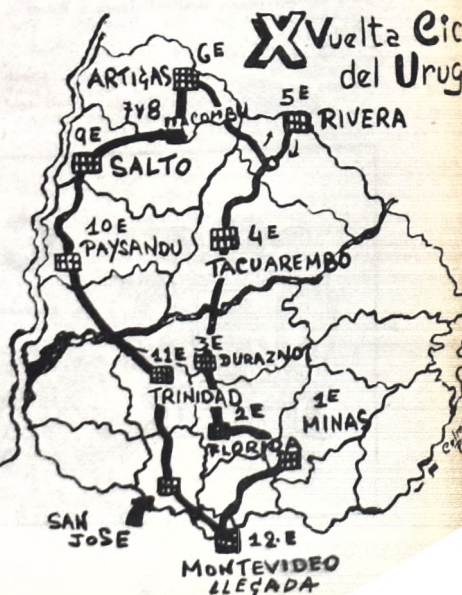 X Vuelta Cic
del Urug
6E
ARTIGAS
5E
RIVERA
7y8
9E
SALTO
10E
PAYSANDU
4E
TACUAREMBO
3E
DURAZNO
11E
TRINIDAD
2E
FLORIDA
1E
MINAS
SAN
JOSE
12.E
MONTEVIDEO
LLEGADA